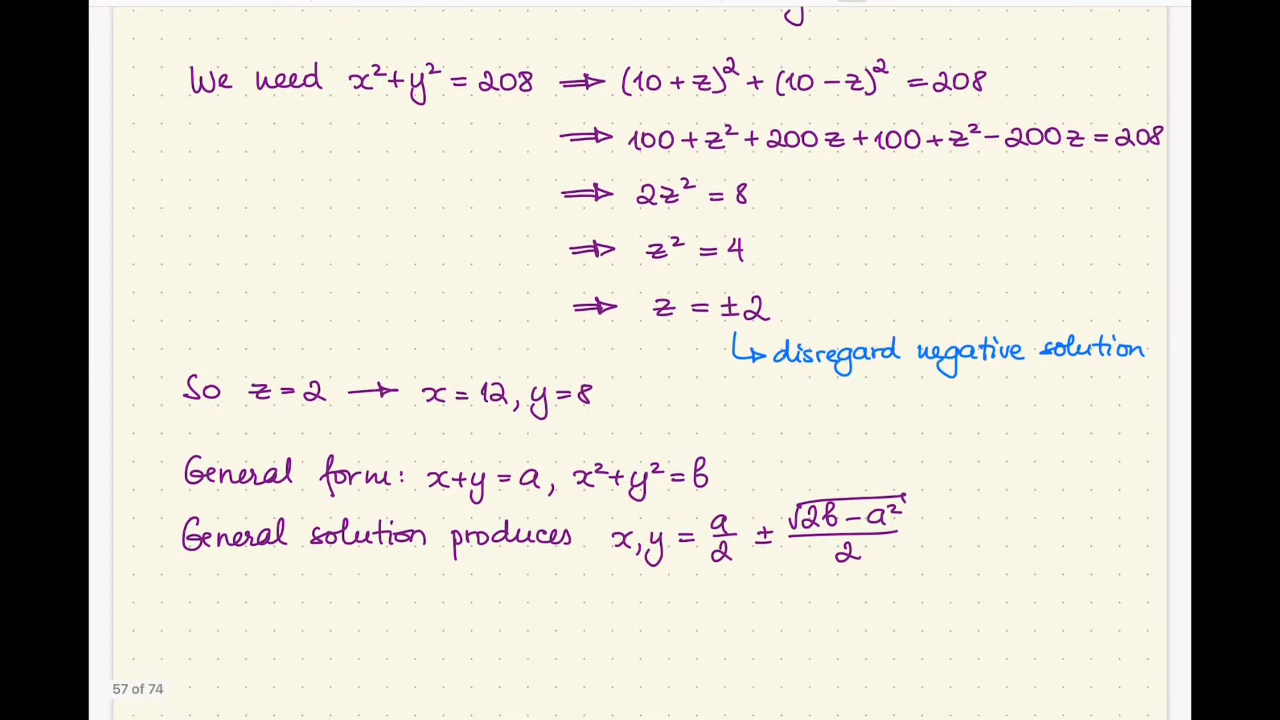 We need x²+y² = 208 ⟹ (10 + z)² + (10 − z)² = 208
⟹ 100 + z² + 200z + 100 + z² − 200z = 208
⟹ 2z² = 8
⟹ z² = 4
⟹ z = ±2
↳ disregard negative solution
So z = 2 → x = 12, y = 8
General form: x+y = a, x²+y² = b
General solution produces x,y = a/2 ± √(2b − a²)/2
57 of 74